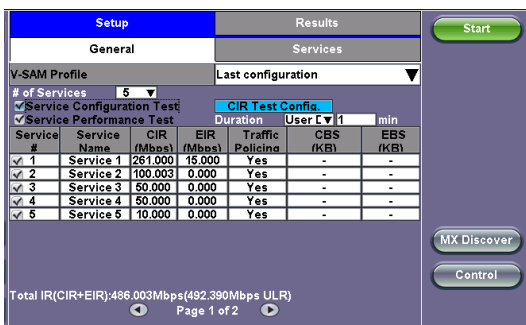 Setup Results
Start
General Services
V-SAM Profile Last configuration
# of Services 5
Service Configuration Test CIR Test Config.
Service Performance Test Duration User D 1 min
Service Service CIR EIR Traffic CBS EBS
# Name (Mbps) (Mbps) Policing (KB) (KB)
1 Service 1 261.000 15.000 Yes - -
2 Service 2 100.003 0.000 Yes - -
3 Service 3 50.000 0.000 Yes - -
4 Service 4 50.000 0.000 Yes - -
5 Service 5 10.000 0.000 Yes - -
MX Discover
Control
Total IR(CIR+EIR):486.003Mbps(492.390Mbps ULR)
Page 1 of 2